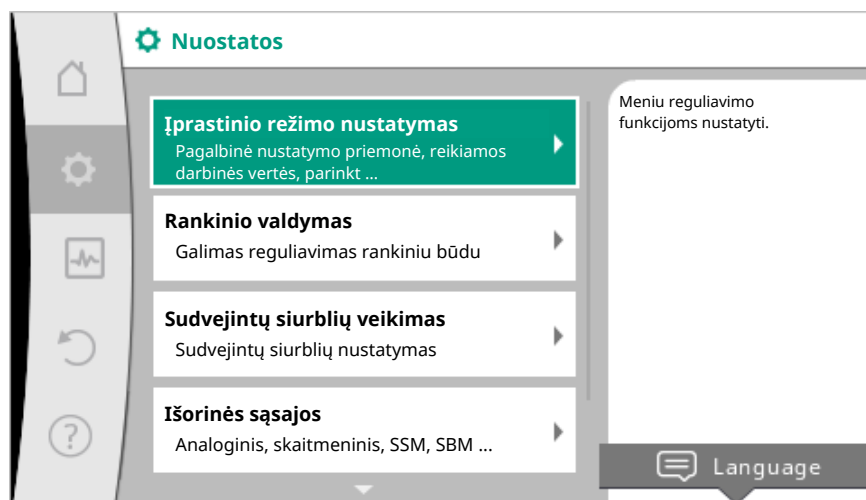 Nuostatos
Įprastinio režimo nustatymas
Pagalbinė nustatymo priemonė, reikiamos
darbinės vertės, parinkt ...
Rankinio valdymas
Galimas reguliavimas rankiniu būdu
Sudvejintų siurblių veikimas
Sudvejintų siurblių nustatymas
Išorinės sąsajos
Analoginis, skaitmeninis, SSM, SBM ...
Meniu reguliavimo
funkcijoms nustatyti.
?
Language